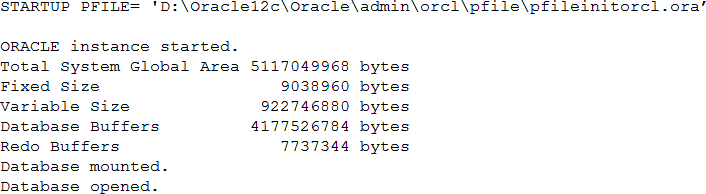 STARTUP PFILE= 'D:\Oracle12c\Oracle\admin\orcl\pfile\pfileinitorcl.ora’
ORACLE instance started.
Total System Global Area 5117049968 bytes
Fixed Size 9038960 bytes
Variable Size 922746880 bytes
Database Buffers 4177526784 bytes
Redo Buffers 7737344 bytes
Database mounted.
Database opened.